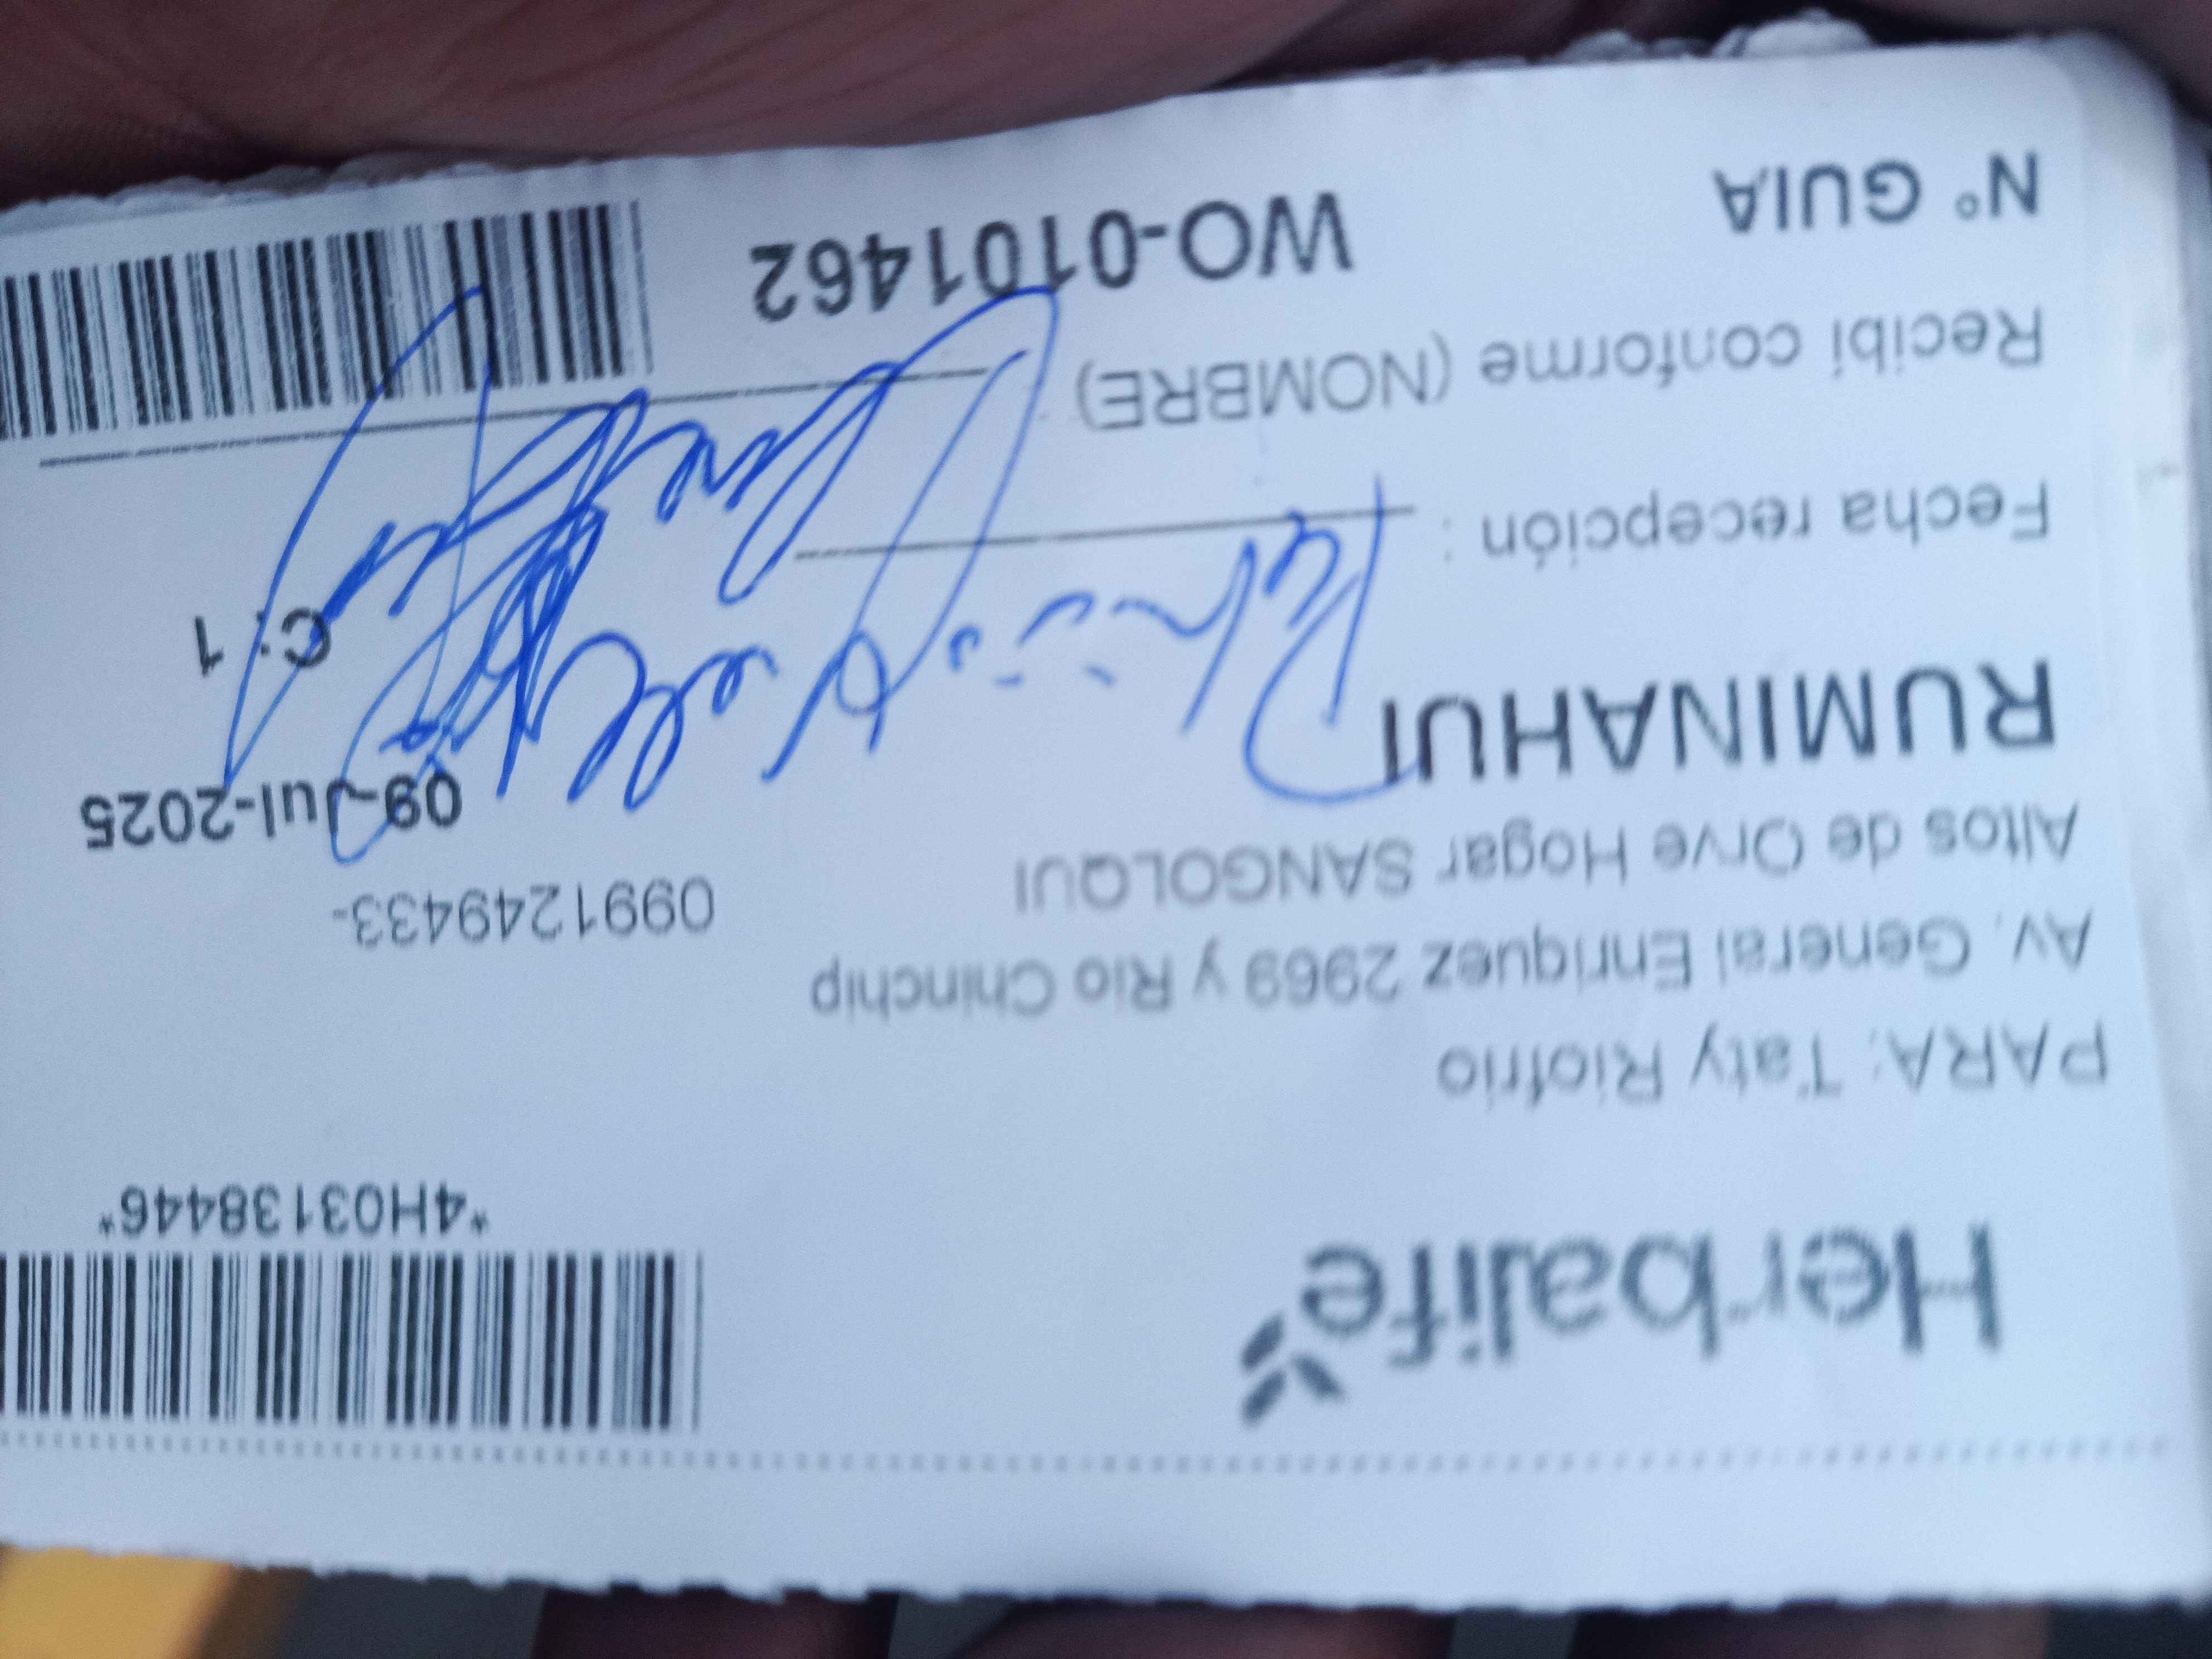 Herbalife
*4H03138446*
PARA: Taty Riofrio
Av. General Enriquez 2969 y Rio Chinchip
Altos de Orve Hogar SANGOLQUI
0991249433-
RUMINAHUI
09-Jul-2025
C: 1
Fecha recepción :
Recibi conforme (NOMBRE)
N° GUIA
WO-0101462